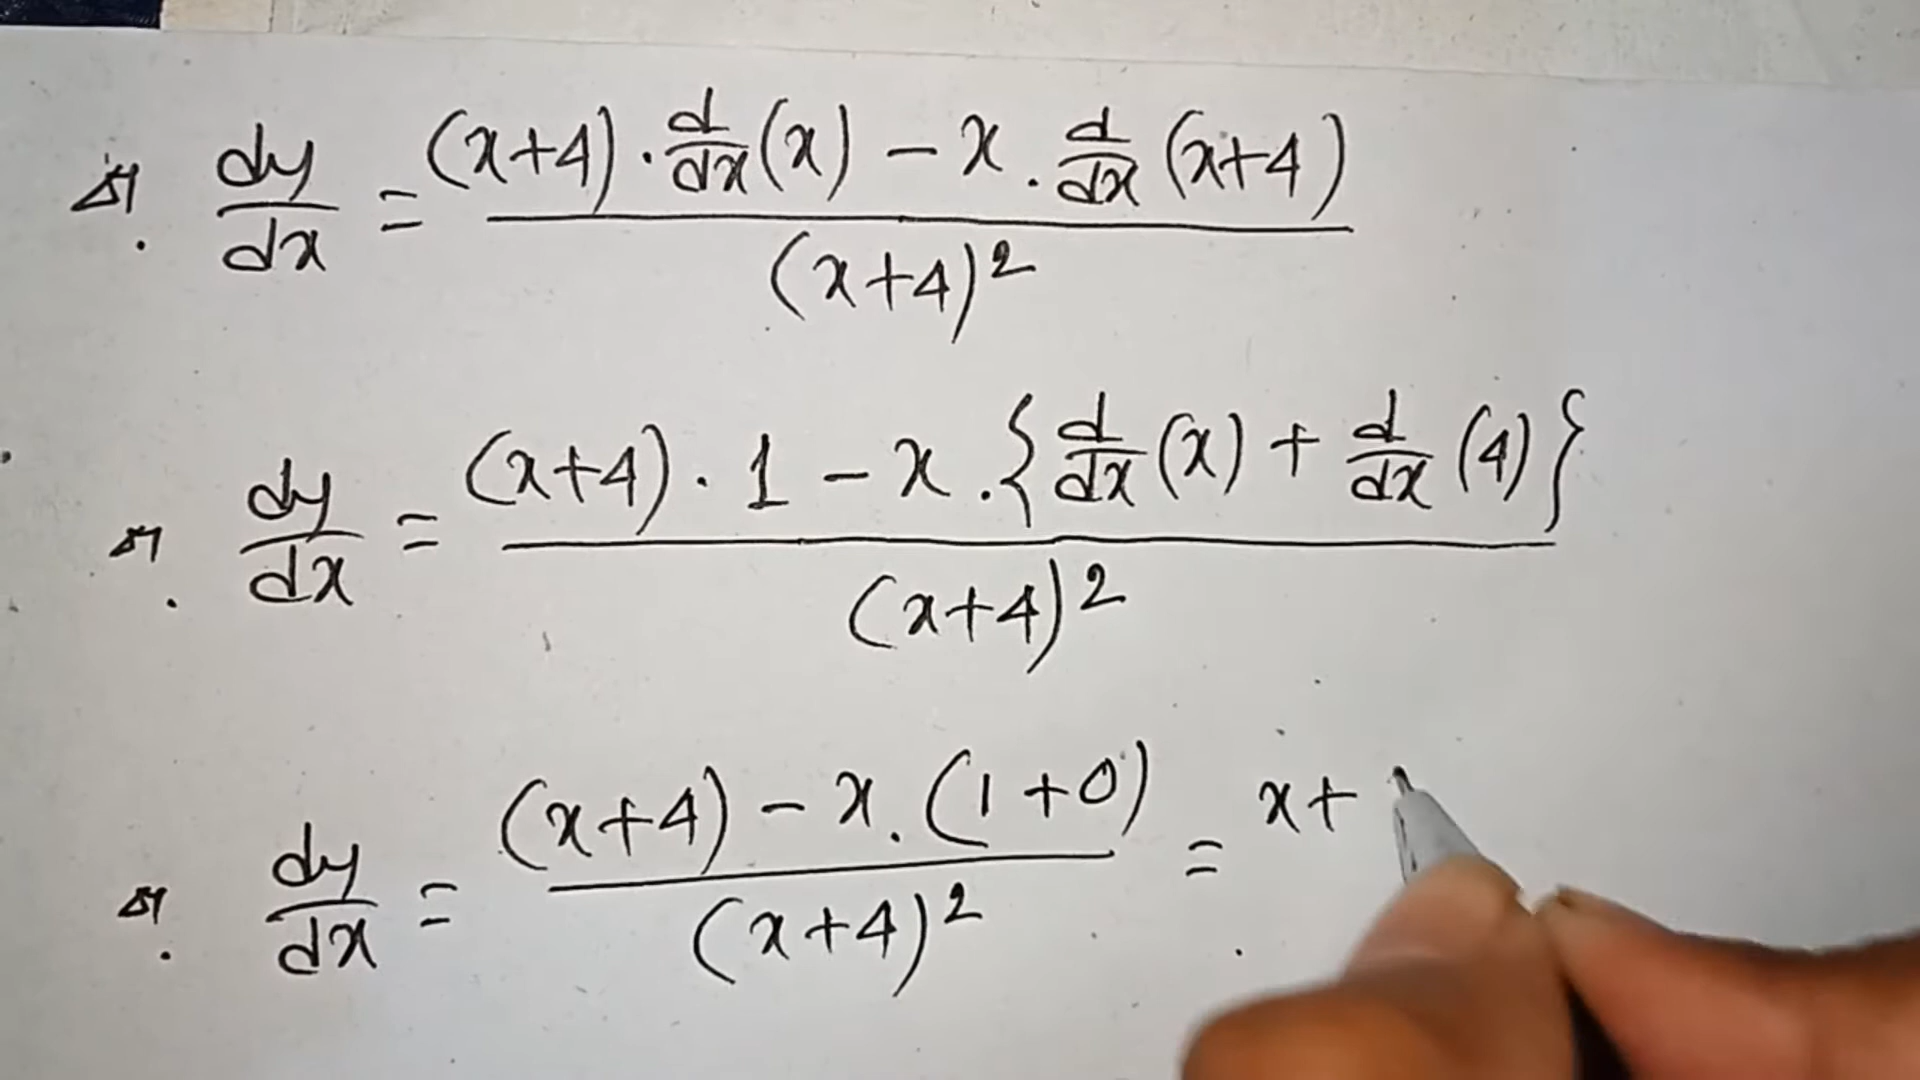 বা, dy/dx = ((x+4) · d/dx (x) − x · d/dx (x+4)) / (x+4)²
বা, dy/dx = ((x+4) · 1 − x · {d/dx (x) + d/dx (4)}) / (x+4)²
বা, dy/dx = ((x+4) − x · (1+0)) / (x+4)² = x+